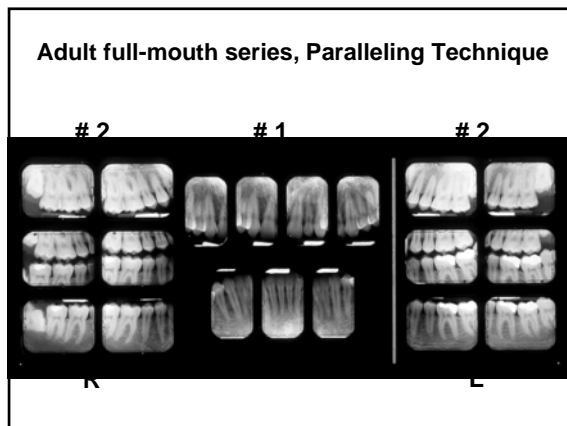 Adult full-mouth series, Paralleling Technique
# 2 # 1 # 2
R L